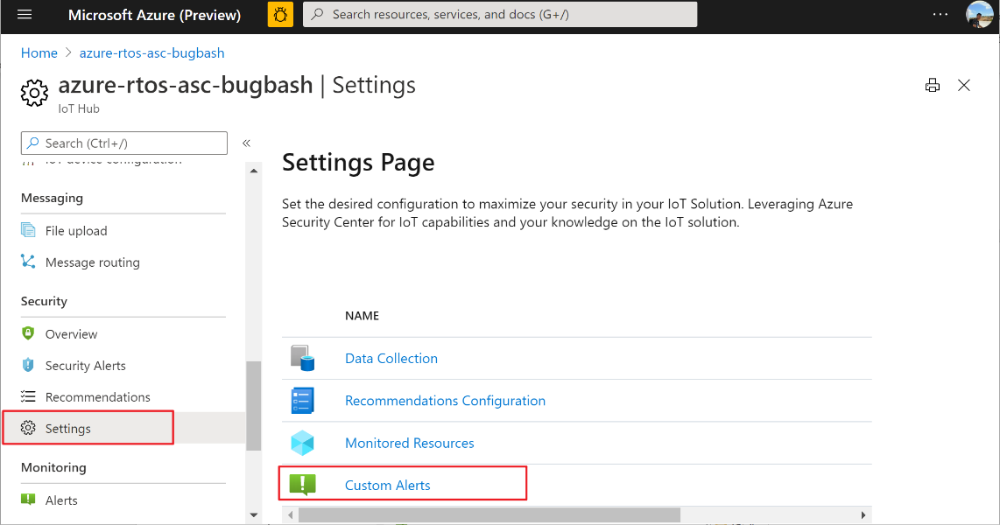 Microsoft Azure (Preview)
Search resources, services, and docs (G+/)
Home > azure-rtos-asc-bugbash
azure-rtos-asc-bugbash | Settings
IoT Hub
Search (Ctrl+/)
«
IoT device configuration
Messaging
File upload
Message routing
Security
Overview
Security Alerts
Recommendations
Settings
Monitoring
Alerts
Settings Page
Set the desired configuration to maximize your security in your IoT Solution. Leveraging Azure
Security Center for IoT capabilities and your knowledge on the IoT solution.
NAME
Data Collection
Recommendations Configuration
Monitored Resources
Custom Alerts